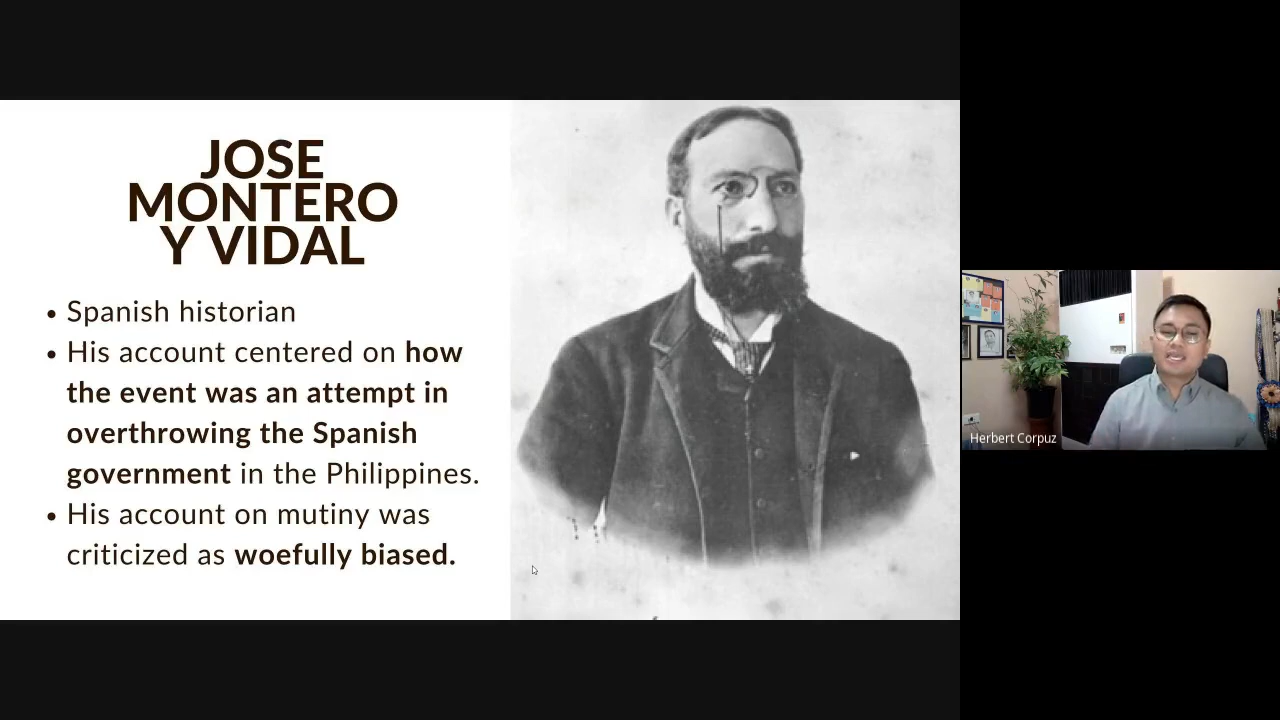 JOSE
MONTERO
Y VIDAL
• Spanish historian
• His account centered on how
the event was an attempt in
overthrowing the Spanish
government in the Philippines.
• His account on mutiny was
criticized as woefully biased.
Herbert Corpuz